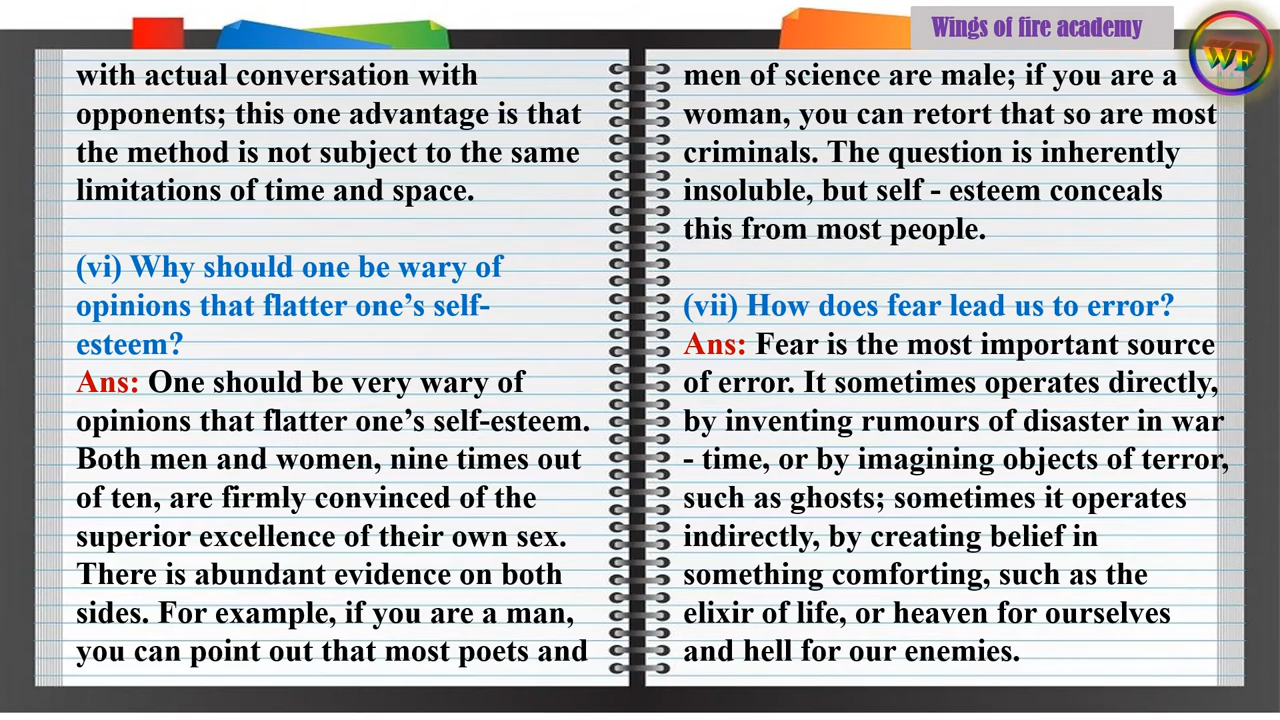 Wings of fire academy
WF
with actual conversation with
opponents; this one advantage is that
the method is not subject to the same
limitations of time and space.
(vi) Why should one be wary of
opinions that flatter one’s self-
esteem?
Ans: One should be very wary of
opinions that flatter one’s self-esteem.
Both men and women, nine times out
of ten, are firmly convinced of the
superior excellence of their own sex.
There is abundant evidence on both
sides. For example, if you are a man,
you can point out that most poets and
men of science are male; if you are a
woman, you can retort that so are most
criminals. The question is inherently
insoluble, but self - esteem conceals
this from most people.
(vii) How does fear lead us to error?
Ans: Fear is the most important source
of error. It sometimes operates directly,
by inventing rumours of disaster in war
- time, or by imagining objects of terror,
such as ghosts; sometimes it operates
indirectly, by creating belief in
something comforting, such as the
elixir of life, or heaven for ourselves
and hell for our enemies.